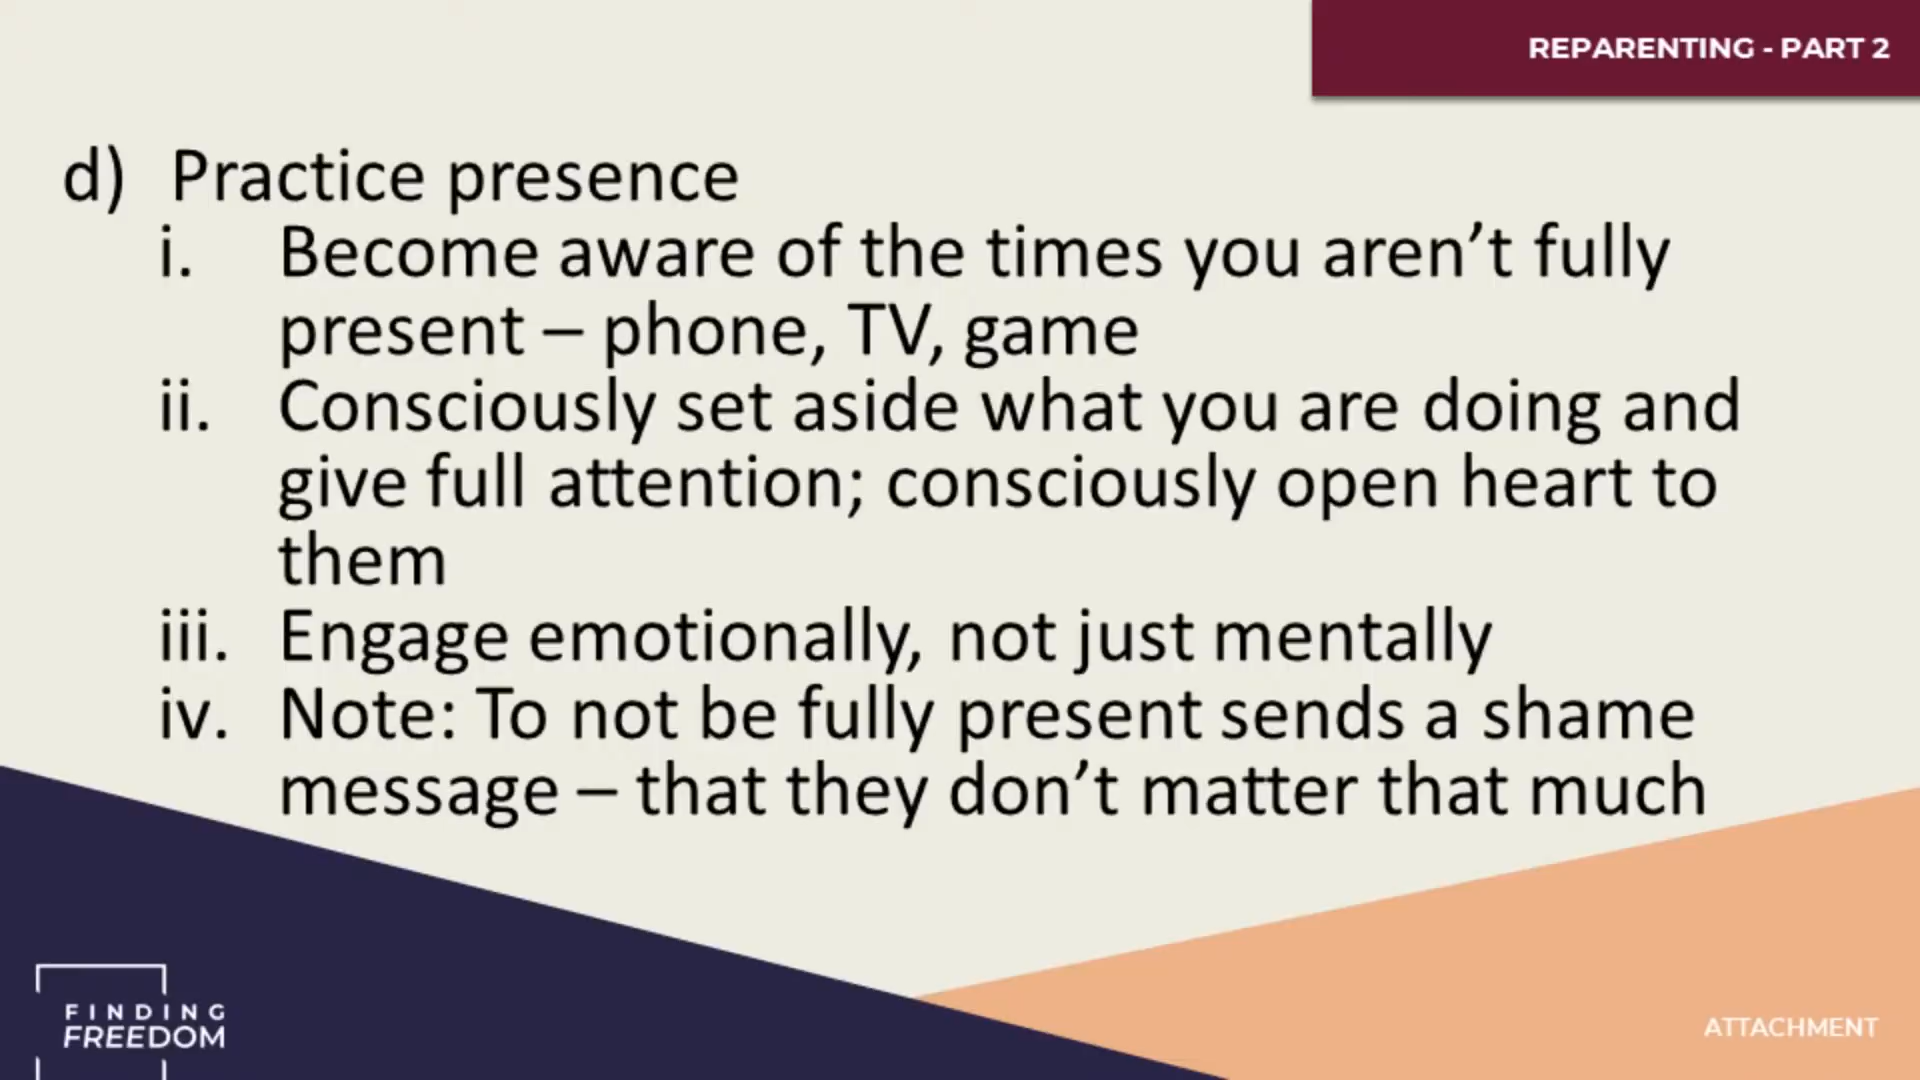 REPARENTING - PART 2
d) Practice presence
i. Become aware of the times you aren’t fully
present – phone, TV, game
ii. Consciously set aside what you are doing and
give full attention; consciously open heart to
them
iii. Engage emotionally, not just mentally
iv. Note: To not be fully present sends a shame
message – that they don’t matter that much
FINDING
FREEDOM
ATTACHMENT